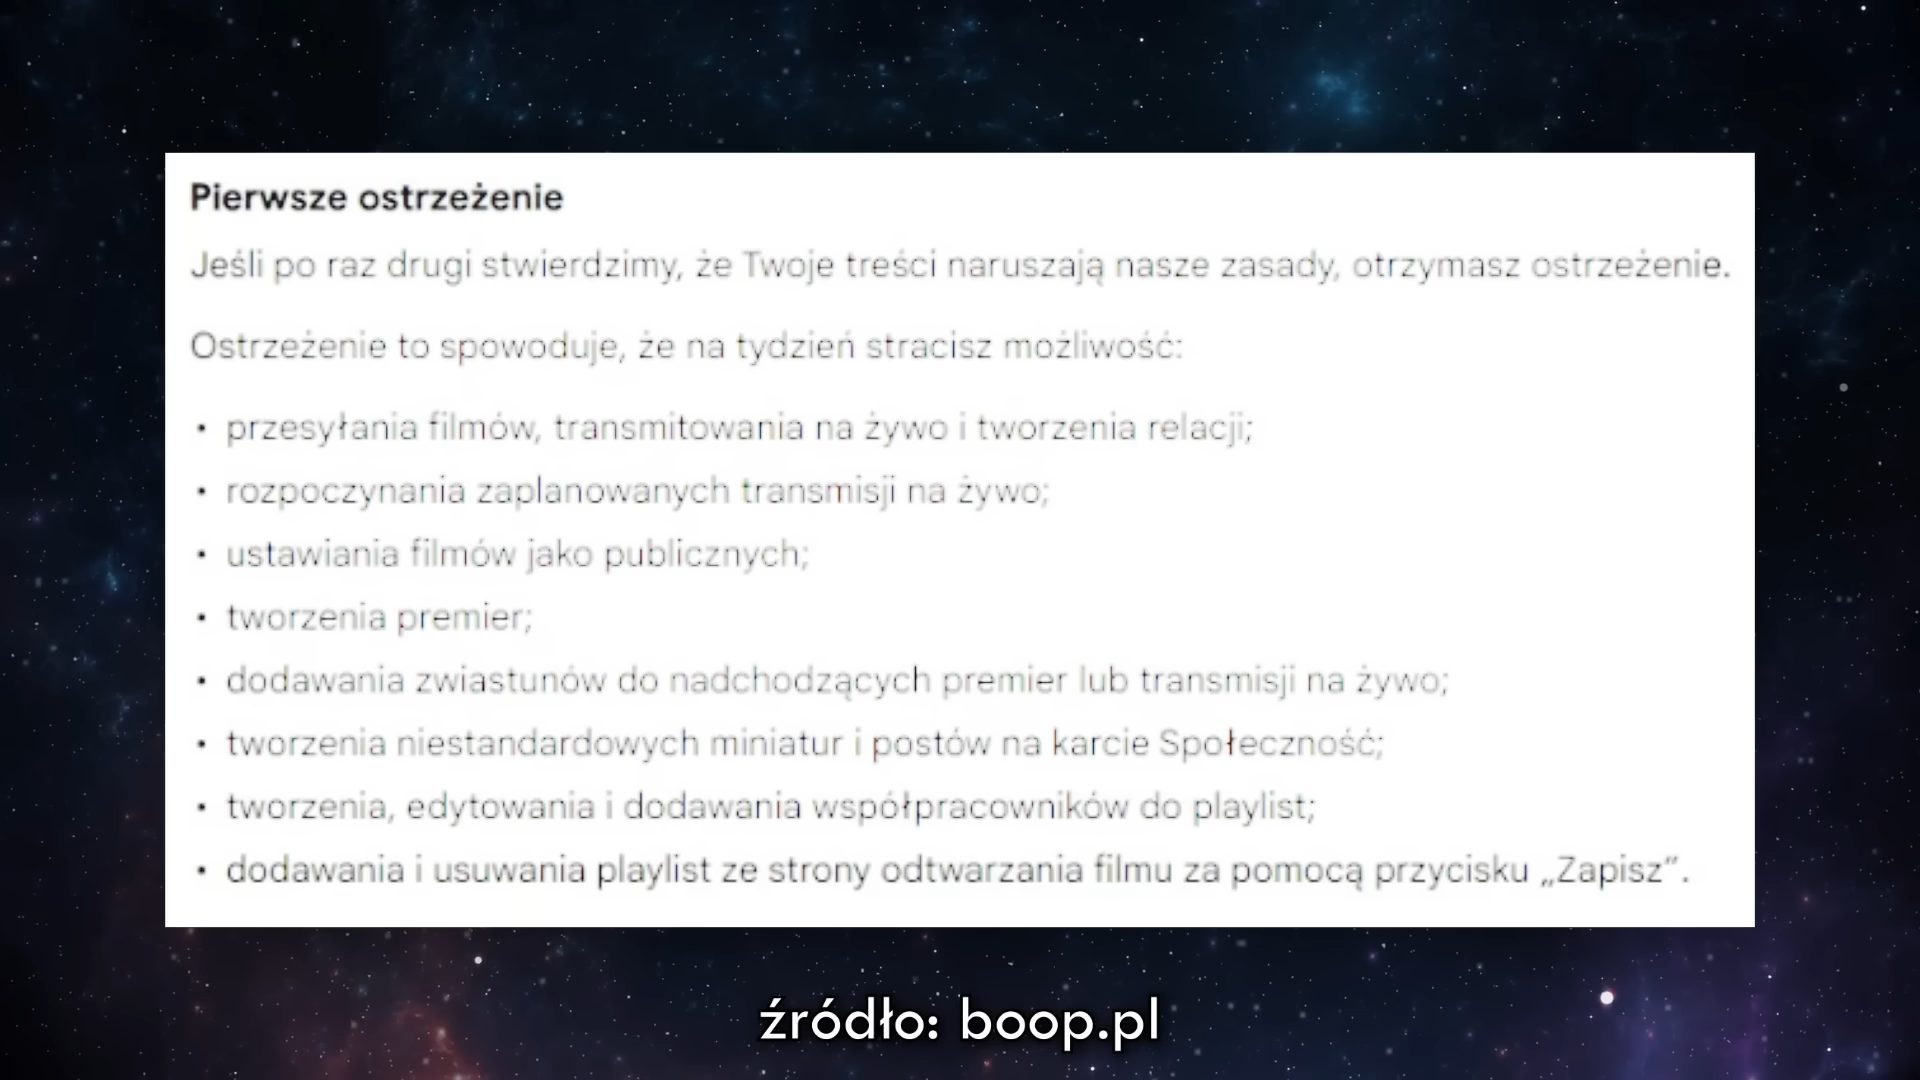 Pierwsze ostrzeżenie
Jeśli po raz drugi stwierdzimy, że Twoje treści naruszają nasze zasady, otrzymasz ostrzeżenie.
Ostrzeżenie to spowoduje, że na tydzień stracisz możliwość:
• przesyłania filmów, transmitowania na żywo i tworzenia relacji;
• rozpoczynania zaplanowanych transmisji na żywo;
• ustawiania filmów jako publicznych;
• tworzenia premier;
• dodawania zwiastunów do nadchodzących premier lub transmisji na żywo;
• tworzenia niestandardowych miniatur i postów na karcie Społeczność;
• tworzenia, edytowania i dodawania współpracowników do playlist;
• dodawania i usuwania playlist ze strony odtwarzania filmu za pomocą przycisku „Zapisz”.
źródło: boop.pl